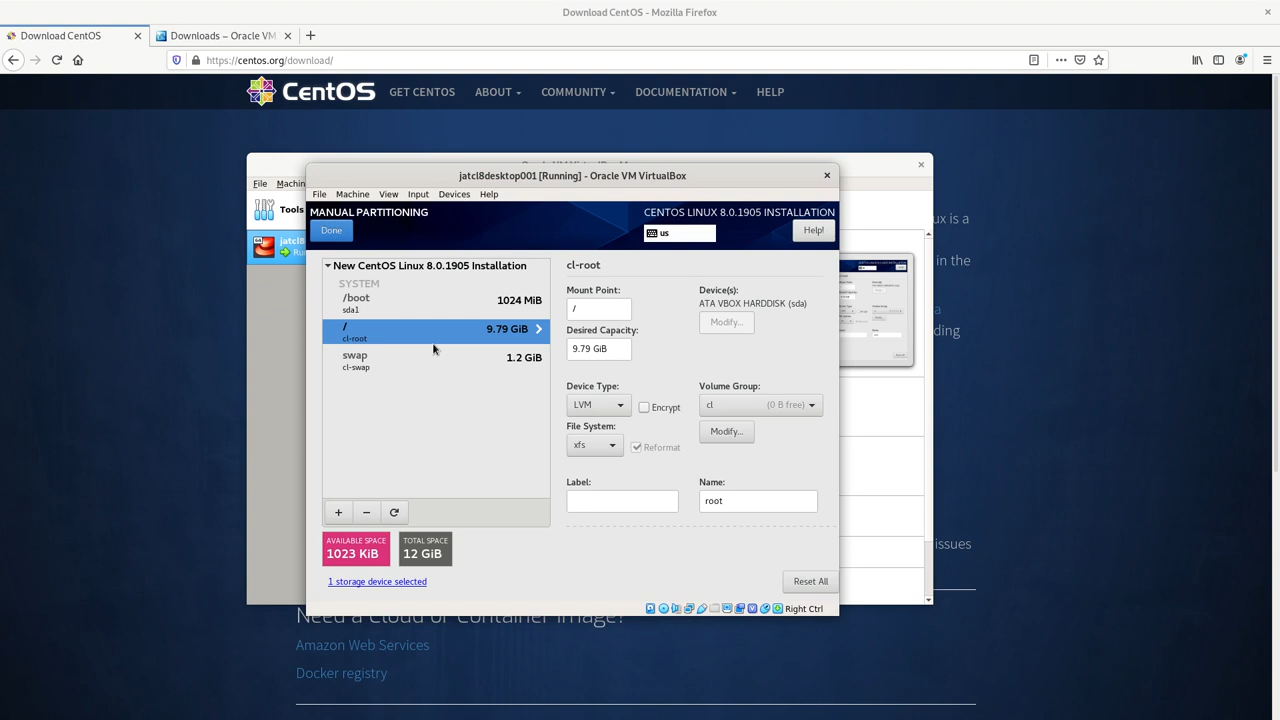 Download CentOS - Mozilla Firefox
Download CentOS
Downloads – Oracle VM
https://centos.org/download/
CentOS
GET CENTOS
ABOUT
COMMUNITY
DOCUMENTATION
HELP
File
Machin
Tools
jatcl8
Ru
jatcl8desktop001 [Running] - Oracle VM VirtualBox
File Machine View Input Devices Help
MANUAL PARTITIONING
CENTOS LINUX 8.0.1905 INSTALLATION
Done
us
Help!
New CentOS Linux 8.0.1905 Installation
SYSTEM
/boot
sda1
1024 MiB
/
cl-root
9.79 GiB
swap
cl-swap
1.2 GiB
AVAILABLE SPACE
1023 KiB
TOTAL SPACE
12 GiB
1 storage device selected
cl-root
Mount Point:
/
Desired Capacity:
9.79 GiB
Device(s):
ATA VBOX HARDDISK (sda)
Modify...
Device Type:
LVM
Encrypt
Volume Group:
cl (0 B free)
File System:
xfs
Reformat
Modify...
Label:
Name:
root
Reset All
Right Ctrl
ux is a
in the
a
ding
issues
Need a Cloud or Container Image?
Amazon Web Services
Docker registry